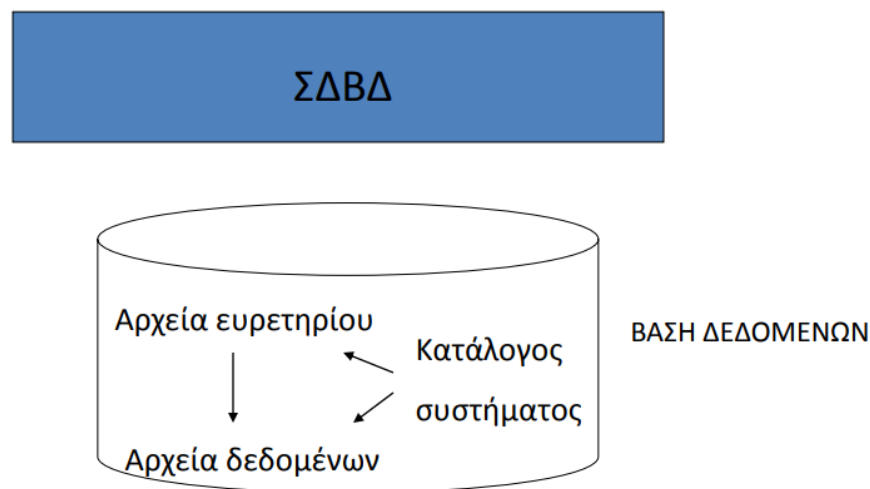 ΣΔΒΔ
Αρχεία ευρετηρίου
Κατάλογος
συστήματος
Αρχεία δεδομένων
ΒΑΣΗ ΔΕΔΟΜΕΝΩΝ